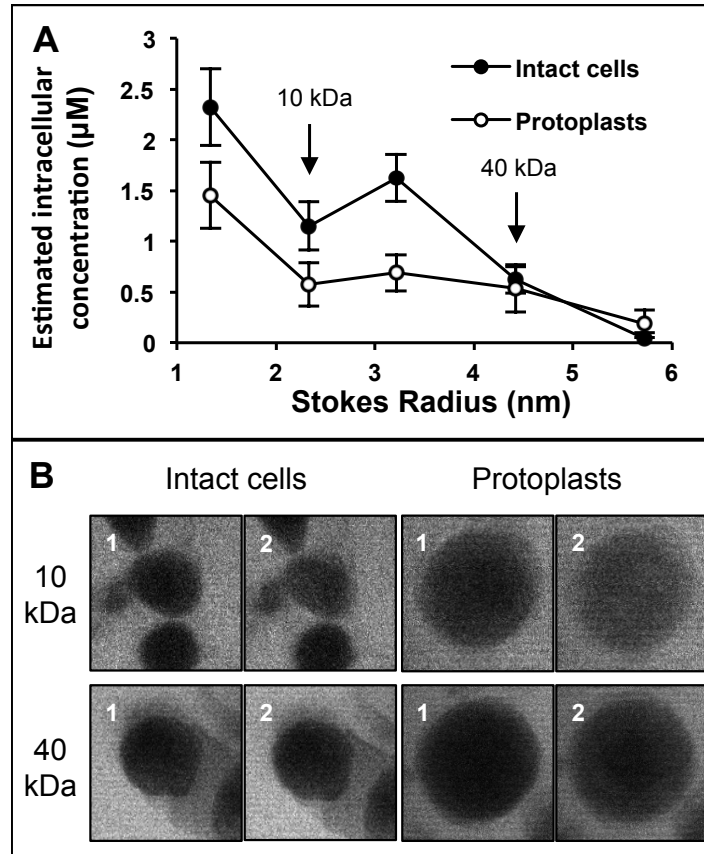 A
Estimated intracellular
concentration (µM)
3
2.5
2
1.5
1
0.5
0
1
2
3
4
5
6
Stokes Radius (nm)
10 kDa
40 kDa
Intact cells
Protoplasts
B
Intact cells
Protoplasts
10
kDa
1
2
1
2
40
kDa
1
2
1
2